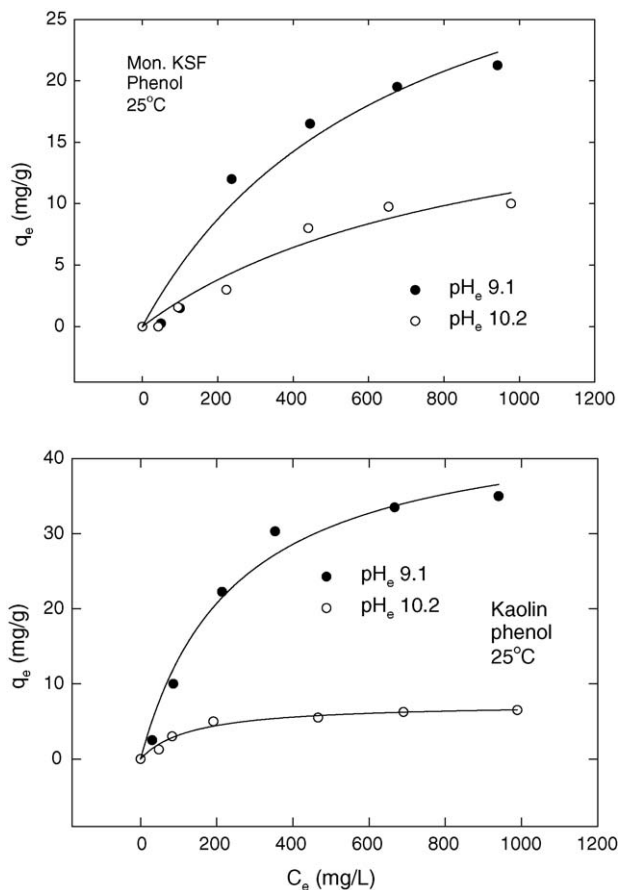 25
20
15
10
5
0
q_e (mg/g)
Mon. KSF
Phenol
25°C
pH_e 9.1
pH_e 10.2
0 200 400 600 800 1000 1200
40
30
20
10
0
q_e (mg/g)
pH_e 9.1
pH_e 10.2
Kaolin
phenol
25°C
0 200 400 600 800 1000 1200
C_e (mg/L)